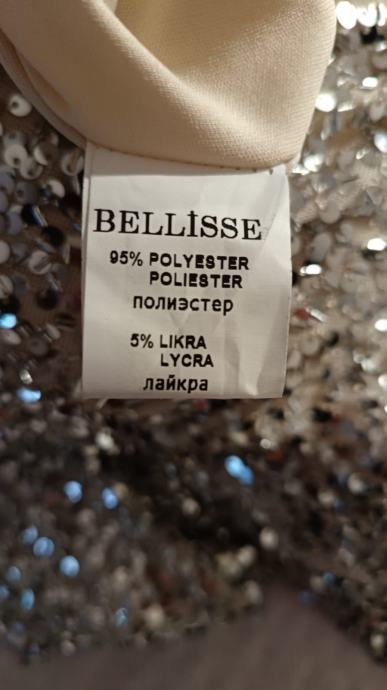 BELLİSSE
95% POLYESTER
POLIESTER
полиэстер
5% LIKRA
LYCRA
лайкра